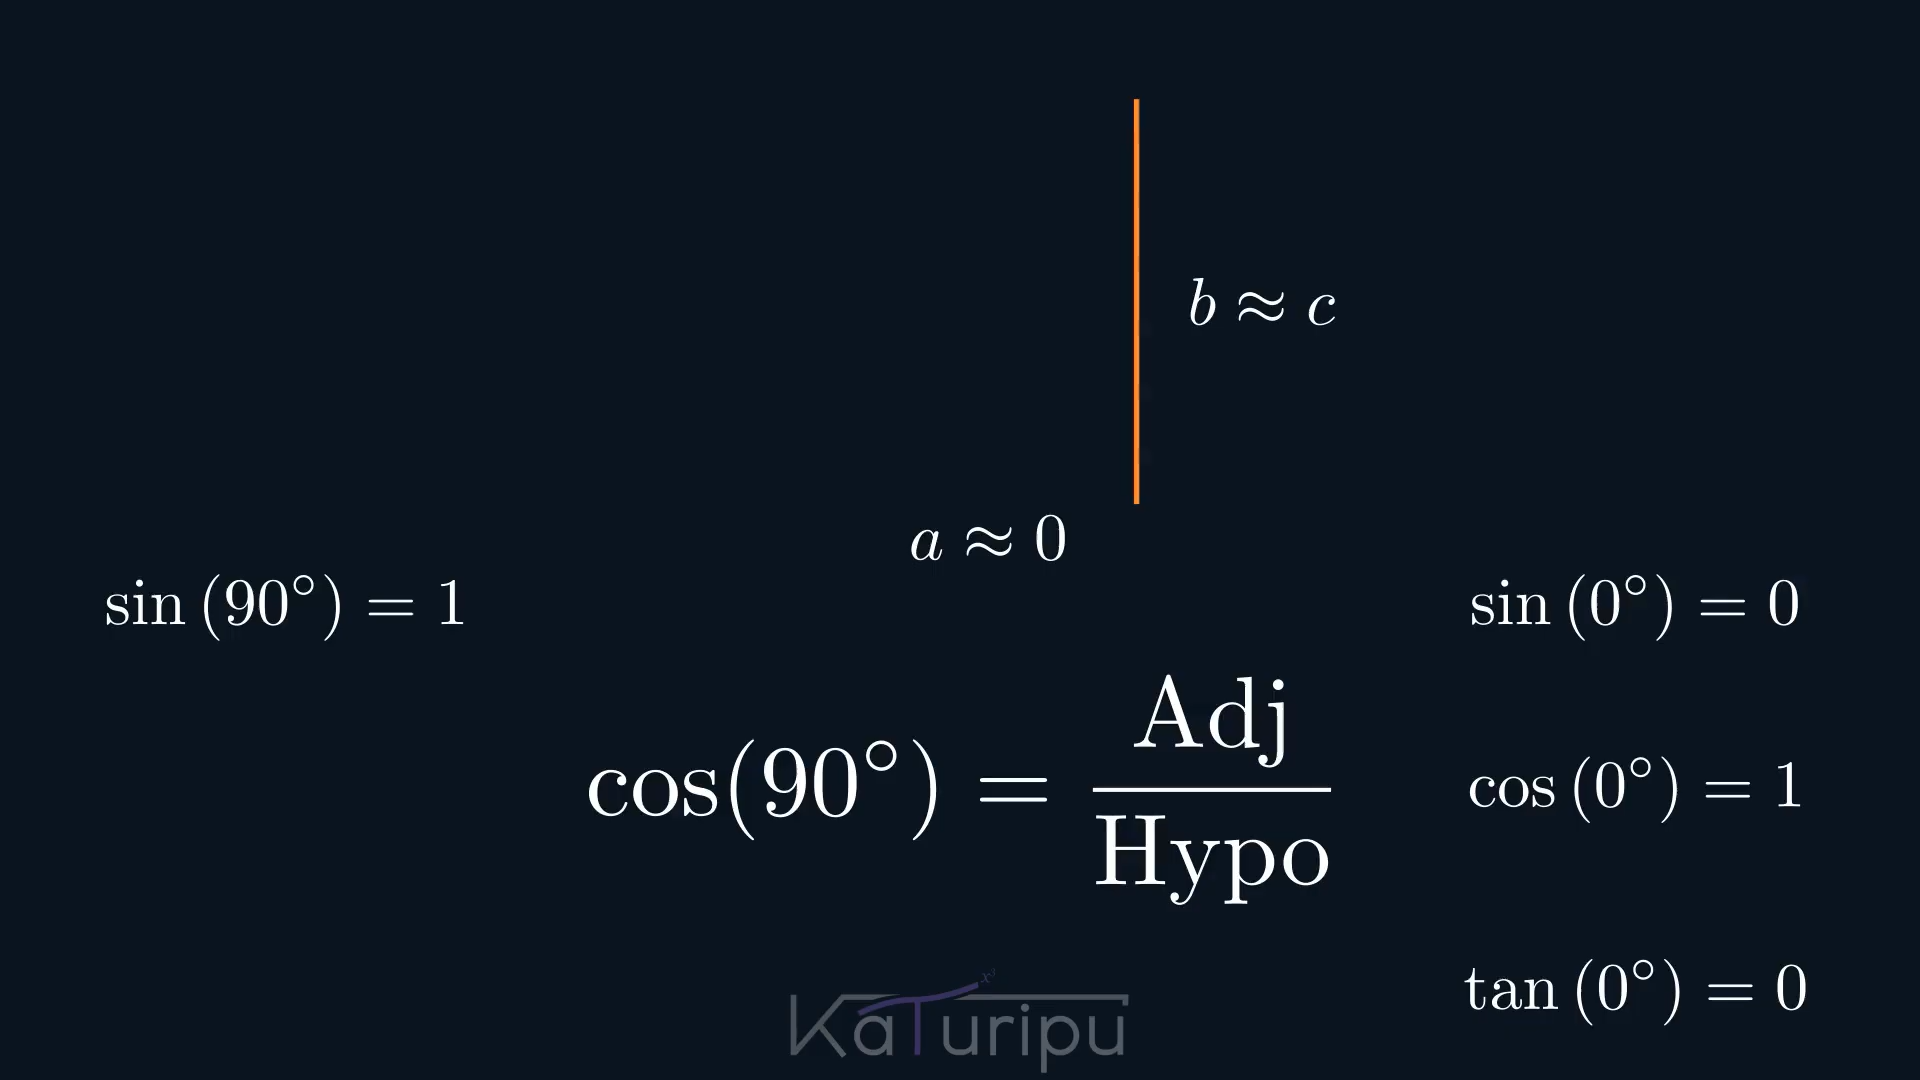 b ≈ c
a ≈ 0
sin (90°) = 1
sin (0°) = 0
cos(90°) = Adj / Hypo
cos (0°) = 1
tan (0°) = 0
KaTuripu